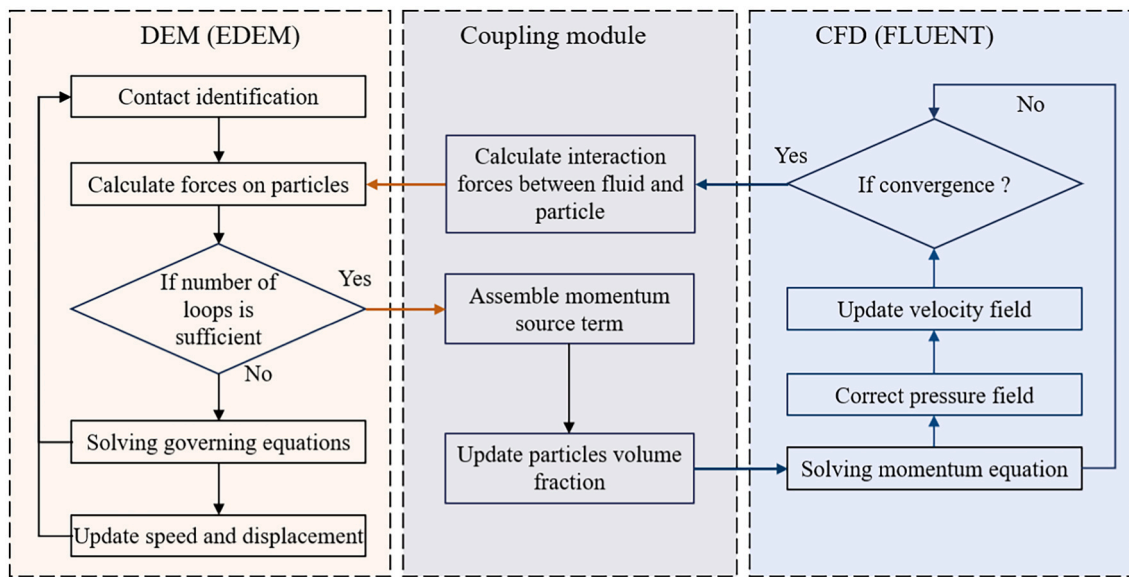 DEM (EDEM)
Contact identification
Calculate forces on particles
If number of
loops is
sufficient
Yes
No
Solving governing equations
Update speed and displacement
Coupling module
Calculate interaction
forces between fluid and
particle
Assemble momentum
source term
Update particles volume
fraction
CFD (FLUENT)
No
Yes
If convergence ?
Update velocity field
Correct pressure field
Solving momentum equation